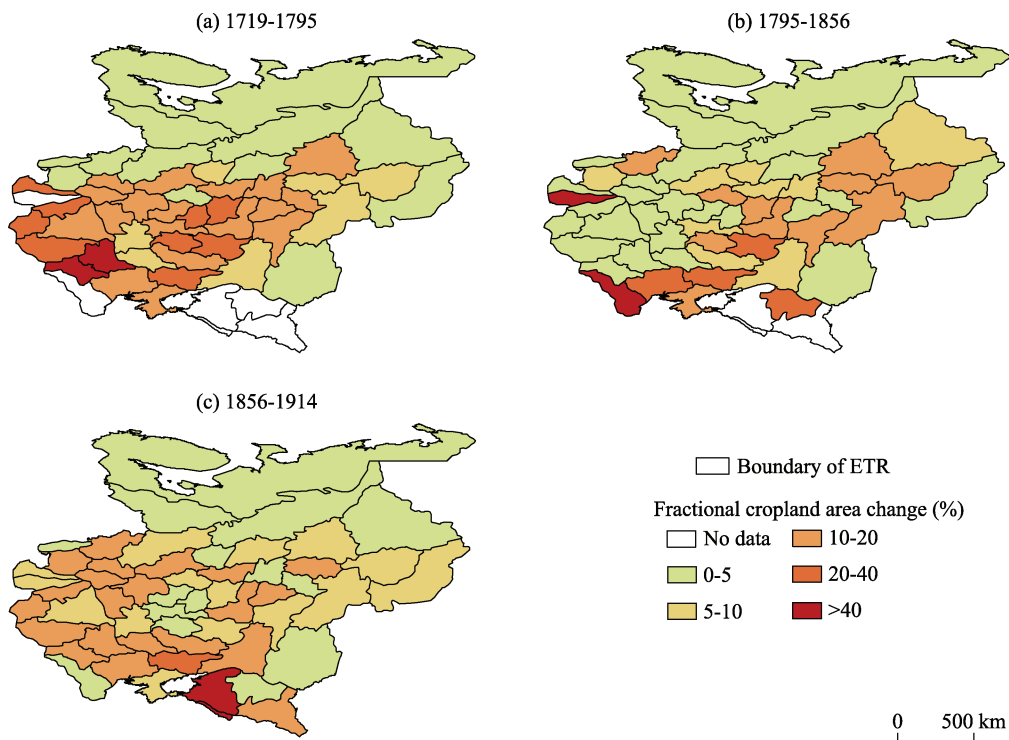 (a) 1719-1795
(b) 1795-1856
(c) 1856-1914
Boundary of ETR
Fractional cropland area change (%)
No data
10-20
0-5
20-40
5-10
>40
0 500 km